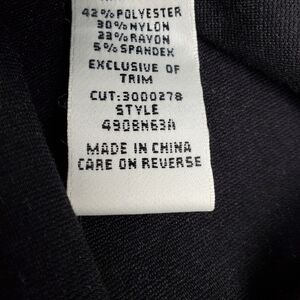 42%POLYESTER
30%NYLON
23%RAYON
5%SPANDEX
EXCLUSIVE OF
TRIM
CUT:3000278
STYLE
490BN63A
MADE IN CHINA
CARE ON REVERSE